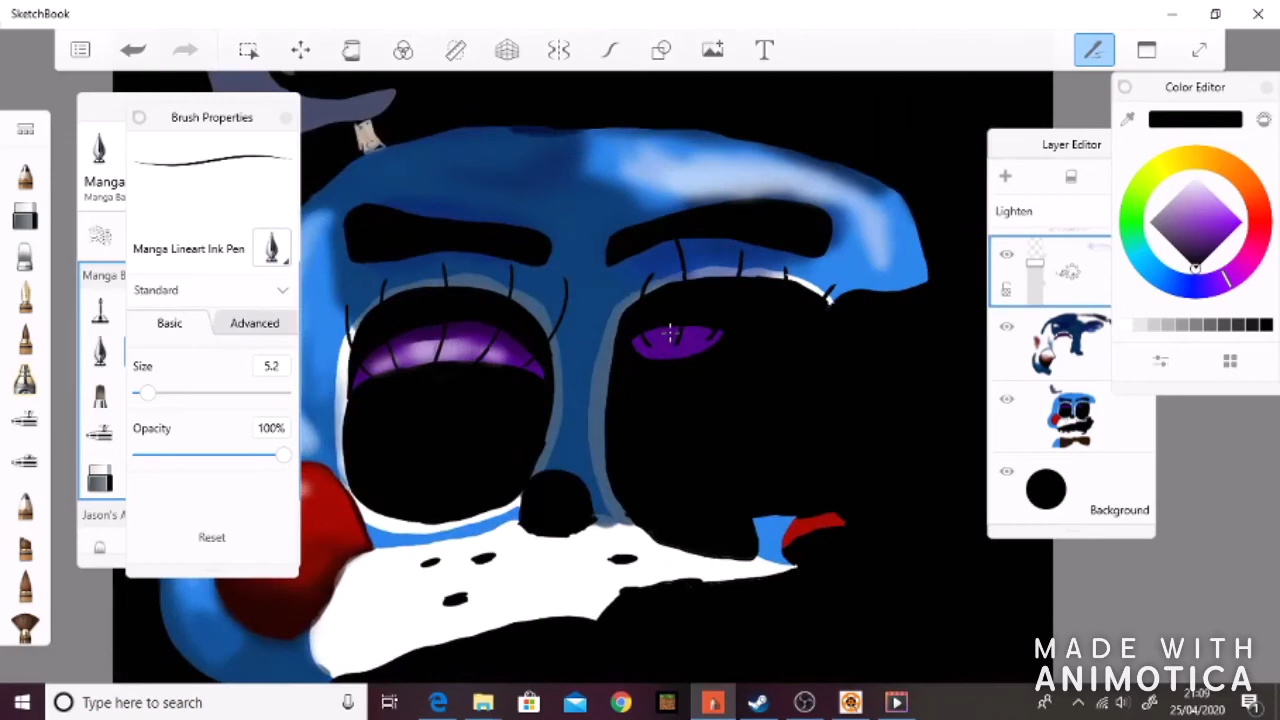 SketchBook
T
Brush Properties
Color Editor
Layer Editor
Manga
Manga Ba
Lighten
Manga Lineart Ink Pen
Manga B
Standard
Basic
Advanced
Size
5.2
Opacity
100%
Background
Jason's A
Reset
MADE WITH
ANIMOTICA
Type here to search
21:09
25/04/2020